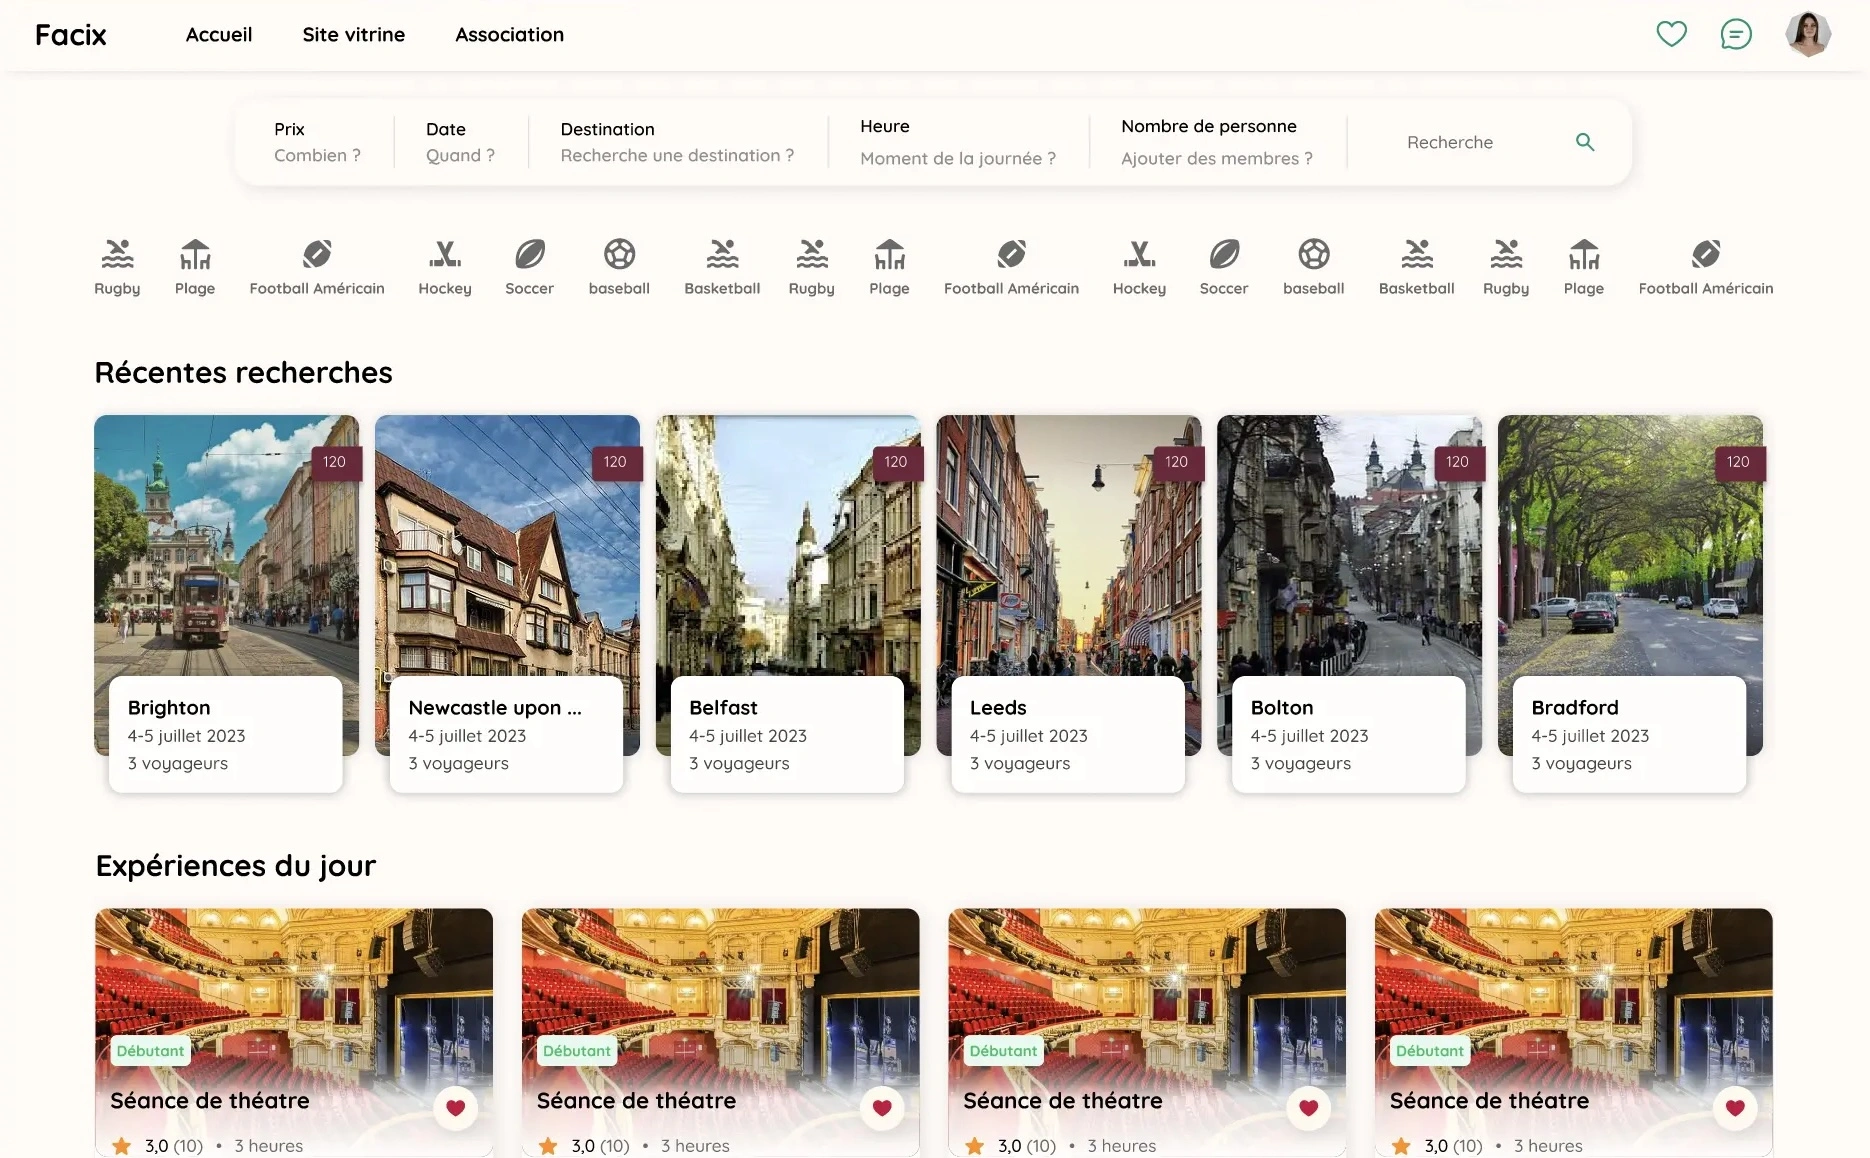 Facix Accueil Site vitrine Association
Prix Date Destination Heure Nombre de personne
Combien ? Quand ? Recherche une destination ? Moment de la journée ? Ajouter des membres ? Recherche
Rugby Plage Football Américain Hockey Soccer baseball Basketball Rugby Plage Football Américain Hockey Soccer baseball Basketball Rugby Plage Football Américain
Récentes recherches
120 120 120 120 120 120
Brighton Newcastle upon ... Belfast Leeds Bolton Bradford
4-5 juillet 2023 4-5 juillet 2023 4-5 juillet 2023 4-5 juillet 2023 4-5 juillet 2023 4-5 juillet 2023
3 voyageurs 3 voyageurs 3 voyageurs 3 voyageurs 3 voyageurs 3 voyageurs
Expériences du jour
Débutant Débutant Débutant Débutant
Séance de théatre Séance de théatre Séance de théatre Séance de théatre
3,0 (10) • 3 heures 3,0 (10) • 3 heures 3,0 (10) • 3 heures 3,0 (10) • 3 heures